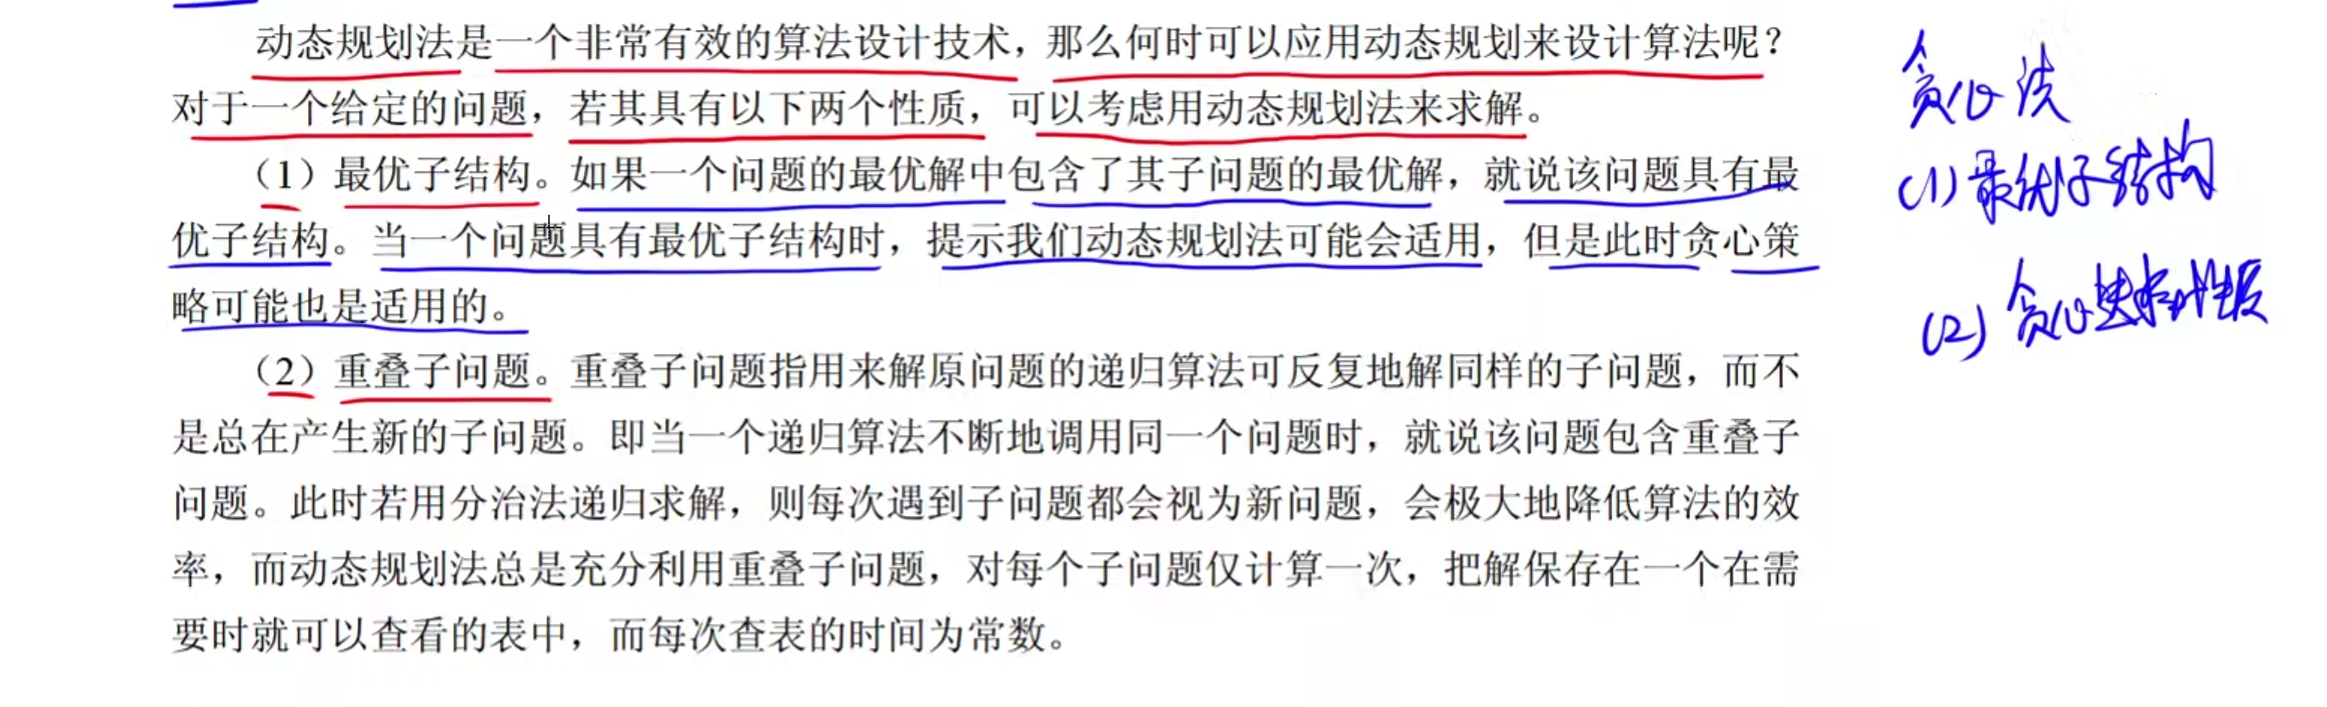 动态规划法是一个非常有效的算法设计技术，那么何时可以应用动态规划来设计算法呢？
对于一个给定的问题，若其具有以下两个性质，可以考虑用动态规划法来求解。
（1）最优子结构。如果一个问题的最优解中包含了其子问题的最优解，就说该问题具有最
优子结构。当一个问题具有最优子结构时，提示我们动态规划法可能会适用，但是此时贪心策
略可能也是适用的。
（2）重叠子问题。重叠子问题指用来解原问题的递归算法可反复地解同样的子问题，而不
是总在产生新的子问题。即当一个递归算法不断地调用同一个问题时，就说该问题包含重叠子
问题。此时若用分治法递归求解，则每次遇到子问题都会视为新问题，会极大地降低算法的效
率，而动态规划法总是充分利用重叠子问题，对每个子问题仅计算一次，把解保存在一个在需
要时就可以查看的表中，而每次查表的时间为常数。
贪心法
(1) 最优子结构
(2) 贪心选择性质